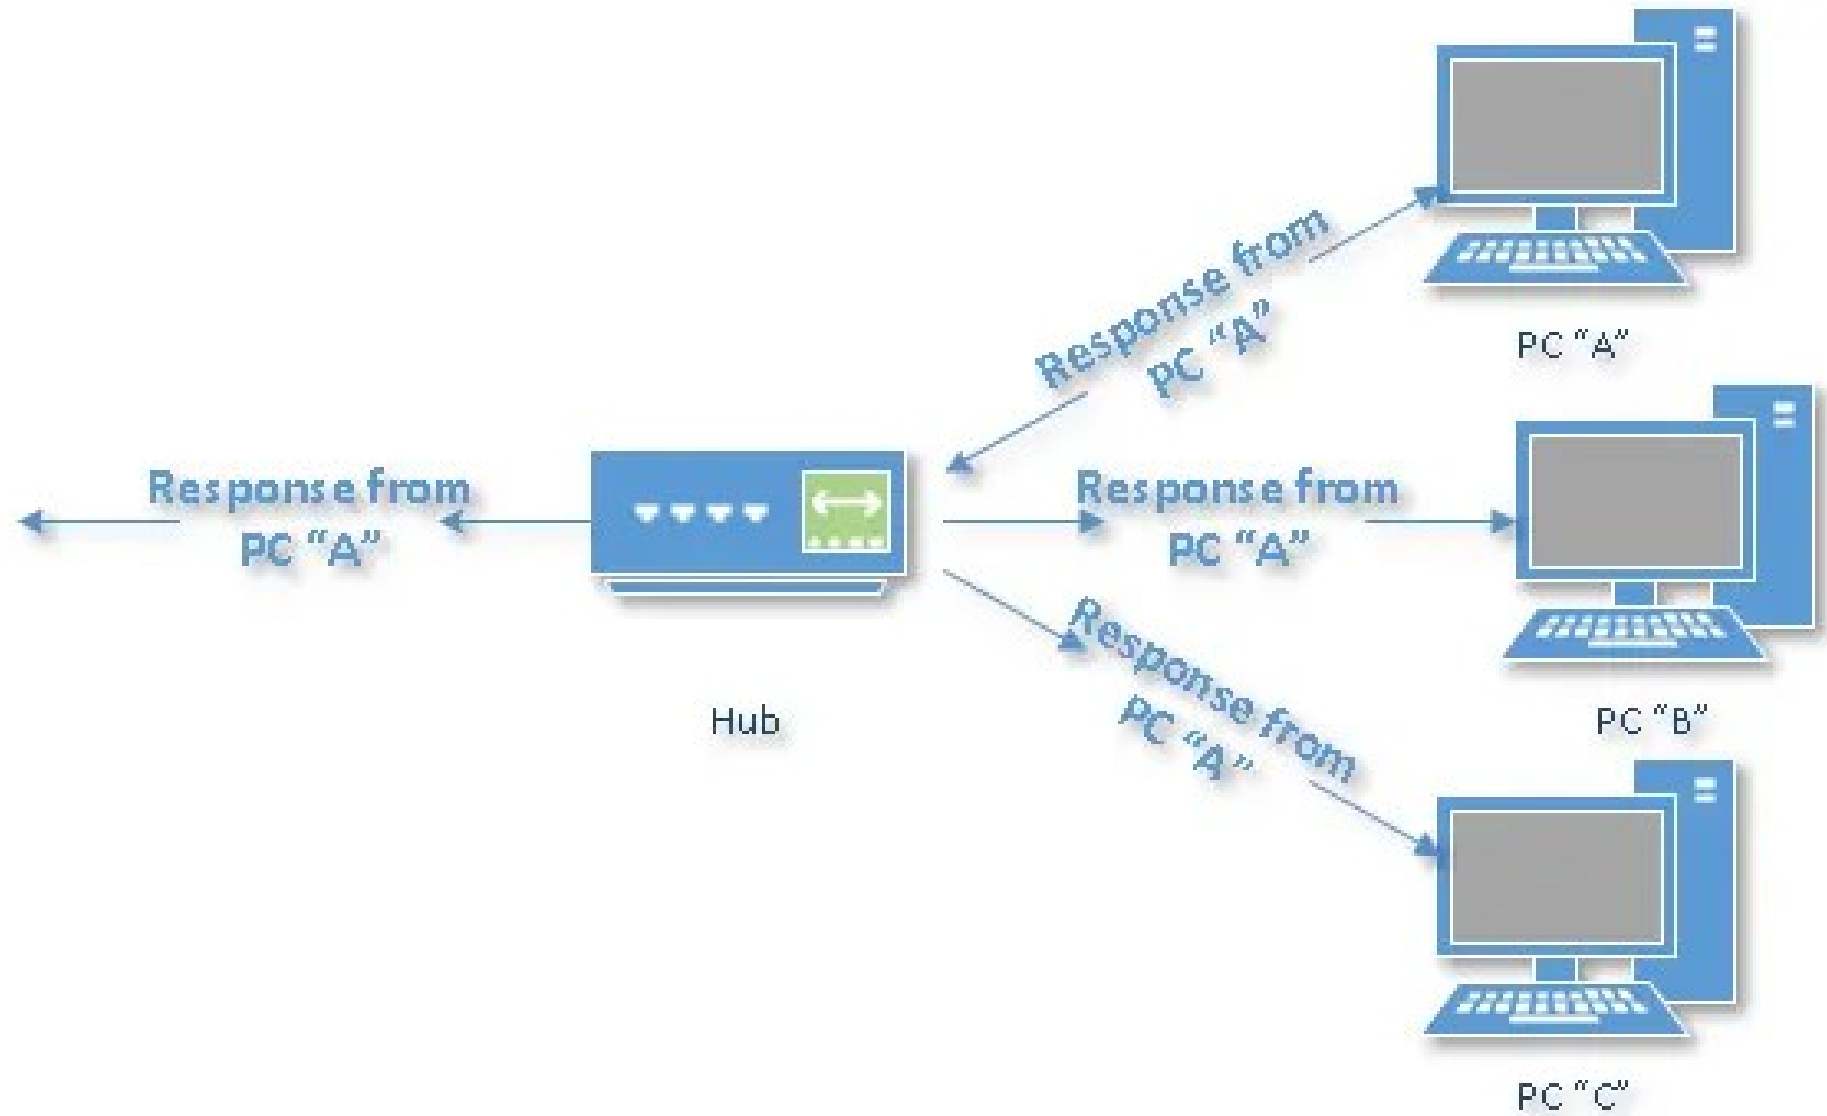 Response from
PC “A”
PC “A”
Response from
PC “A”
Response from
PC “A”
Hub
Response from
PC “A”
PC “B”
PC “C”